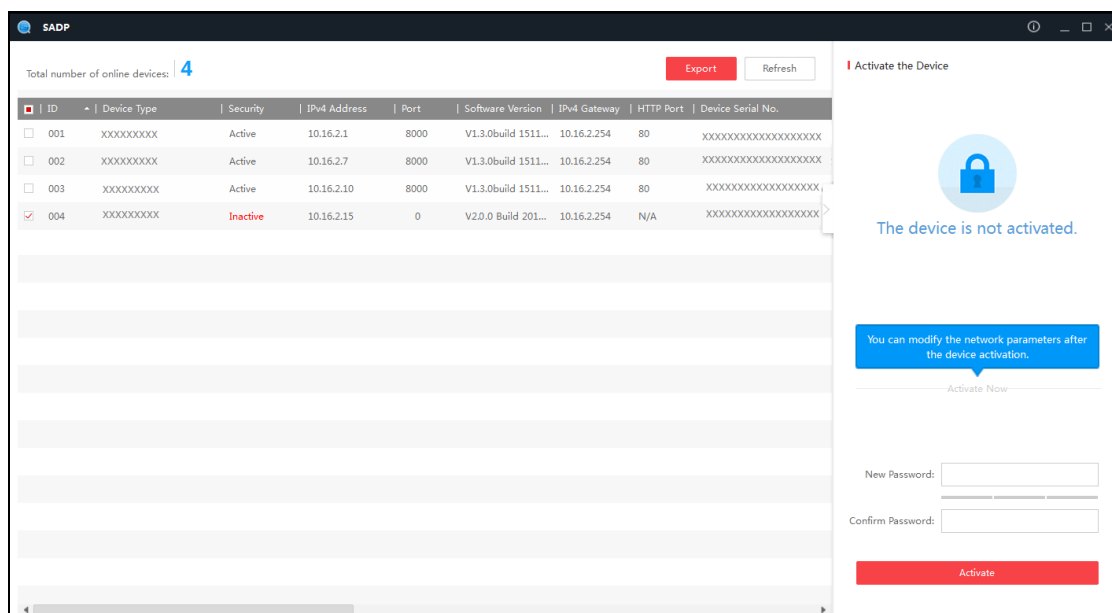 SADP
Total number of online devices: 4
Export
Refresh
ID | Device Type | Security | IPv4 Address | Port | Software Version | IPv4 Gateway | HTTP Port | Device Serial No.
001 XXXXXXXXX Active 10.16.2.1 8000 V1.3.0build 1511... 10.16.2.254 80 XXXXXXXXXXXXXXXXXXX
002 XXXXXXXXX Active 10.16.2.7 8000 V1.3.0build 1511... 10.16.2.254 80 XXXXXXXXXXXXXXXXXXX
003 XXXXXXXXX Active 10.16.2.10 8000 V1.3.0build 1511... 10.16.2.254 80 XXXXXXXXXXXXXXXXXX
004 XXXXXXXXX Inactive 10.16.2.15 0 V2.0.0 Build 201... 10.16.2.254 N/A XXXXXXXXXXXXXXXXXX
Activate the Device
The device is not activated.
You can modify the network parameters after
the device activation.
Activate Now
New Password:
Confirm Password:
Activate